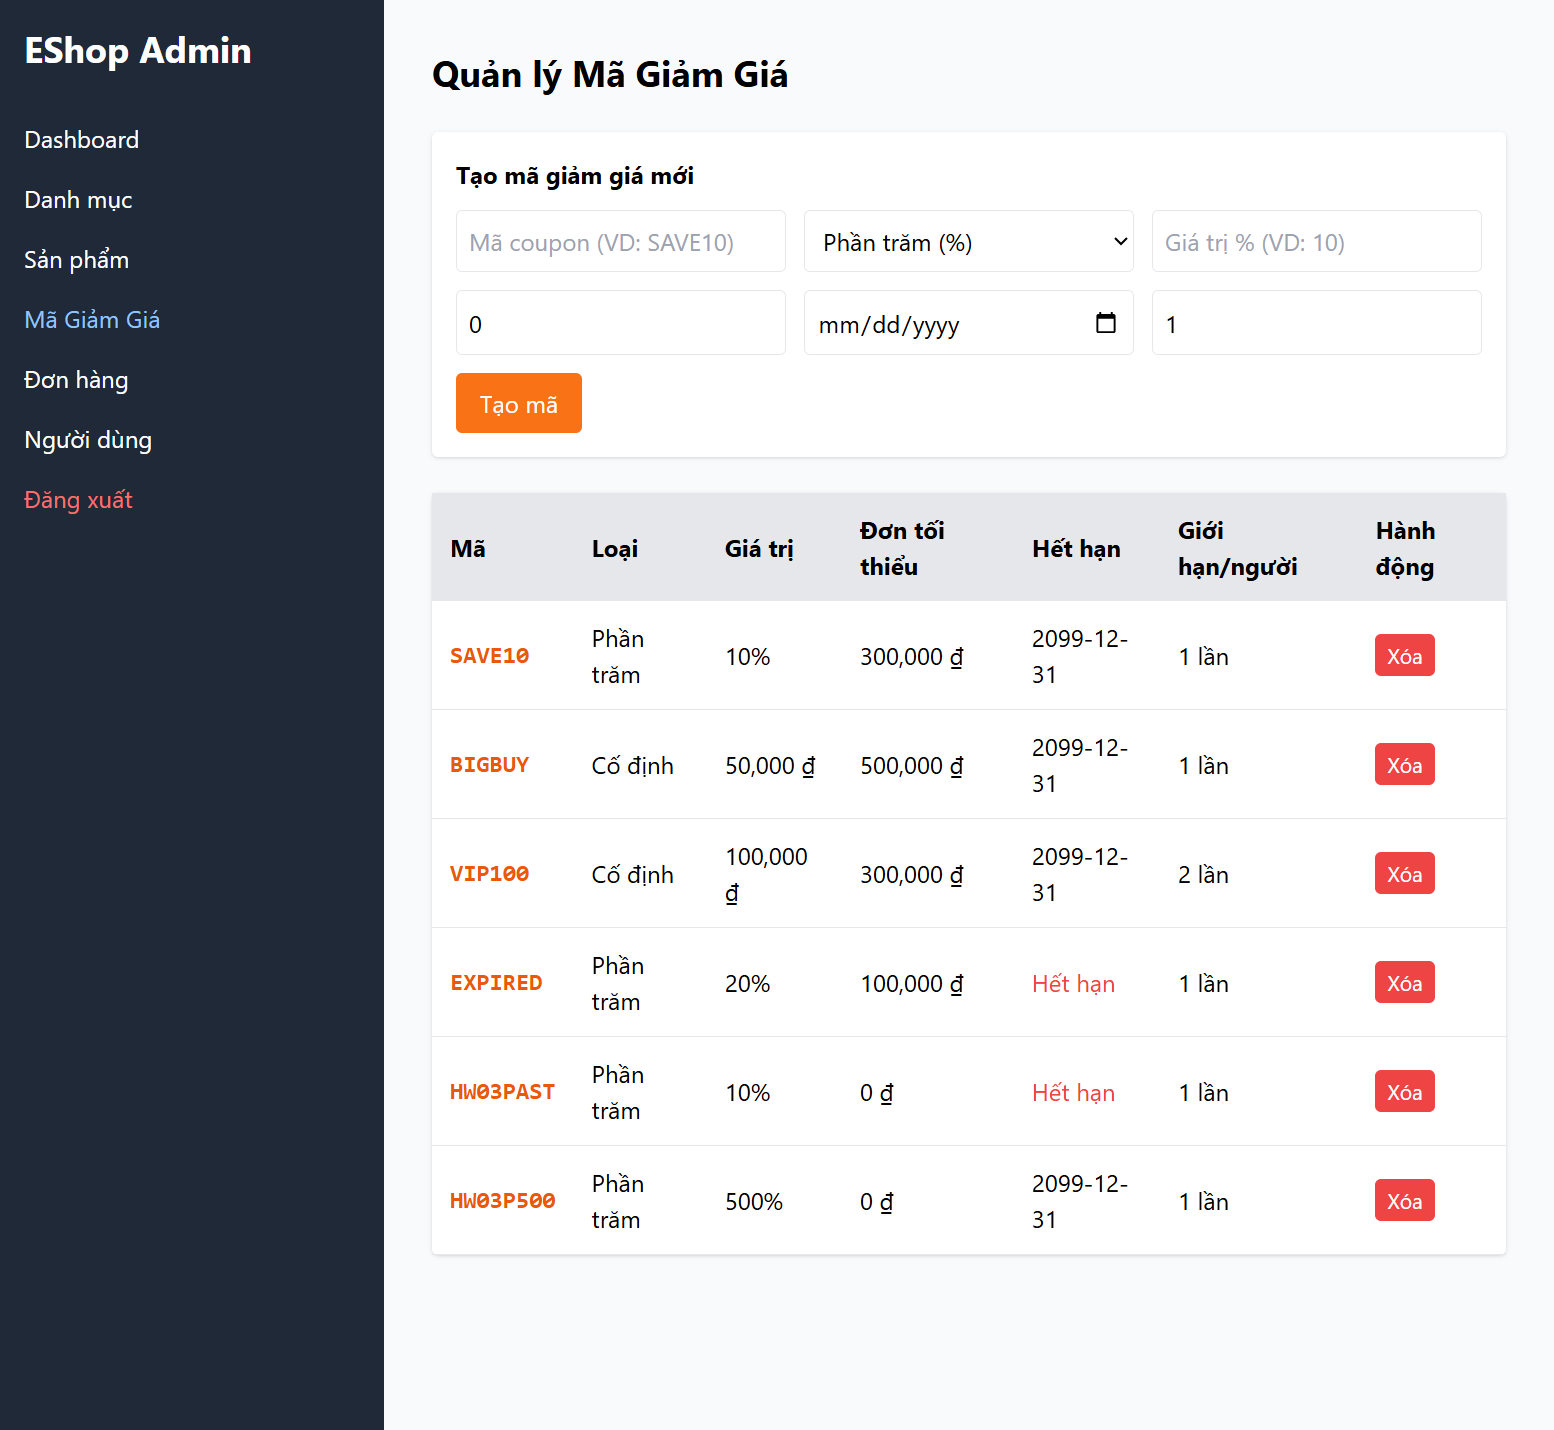 EShop Admin
Dashboard
Danh mục
Sản phẩm
Mã Giảm Giá
Đơn hàng
Người dùng
Đăng xuất
Quản lý Mã Giảm Giá
Tạo mã giảm giá mới
Mã coupon (VD: SAVE10)
Phần trăm (%)
Giá trị % (VD: 10)
0
mm/dd/yyyy
1
Tạo mã
Mã Loại Giá trị Đơn tối thiểu Hết hạn Giới hạn/người Hành động
SAVE10 Phần trăm 10% 300,000 ₫ 2099-12-31 1 lần Xóa
BIGBUY Cố định 50,000 ₫ 500,000 ₫ 2099-12-31 1 lần Xóa
VIP100 Cố định 100,000 ₫ 300,000 ₫ 2099-12-31 2 lần Xóa
EXPIRED Phần trăm 20% 100,000 ₫ Hết hạn 1 lần Xóa
HW03PAST Phần trăm 10% 0 ₫ Hết hạn 1 lần Xóa
HW03P500 Phần trăm 500% 0 ₫ 2099-12-31 1 lần Xóa